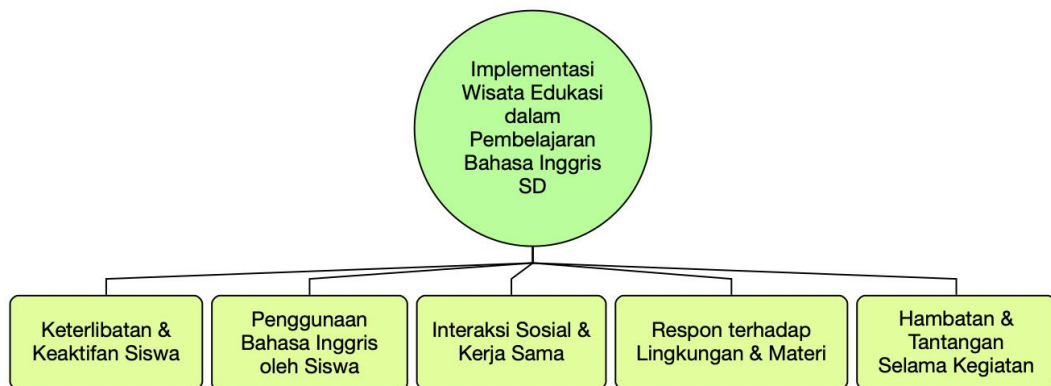 Implementasi
Wisata Edukasi
dalam
Pembelajaran
Bahasa Inggris
SD
Keterlibatan &
Keaktifan Siswa
Penggunaan
Bahasa Inggris
oleh Siswa
Interaksi Sosial &
Kerja Sama
Respon terhadap
Lingkungan & Materi
Hambatan &
Tantangan
Selama Kegiatan